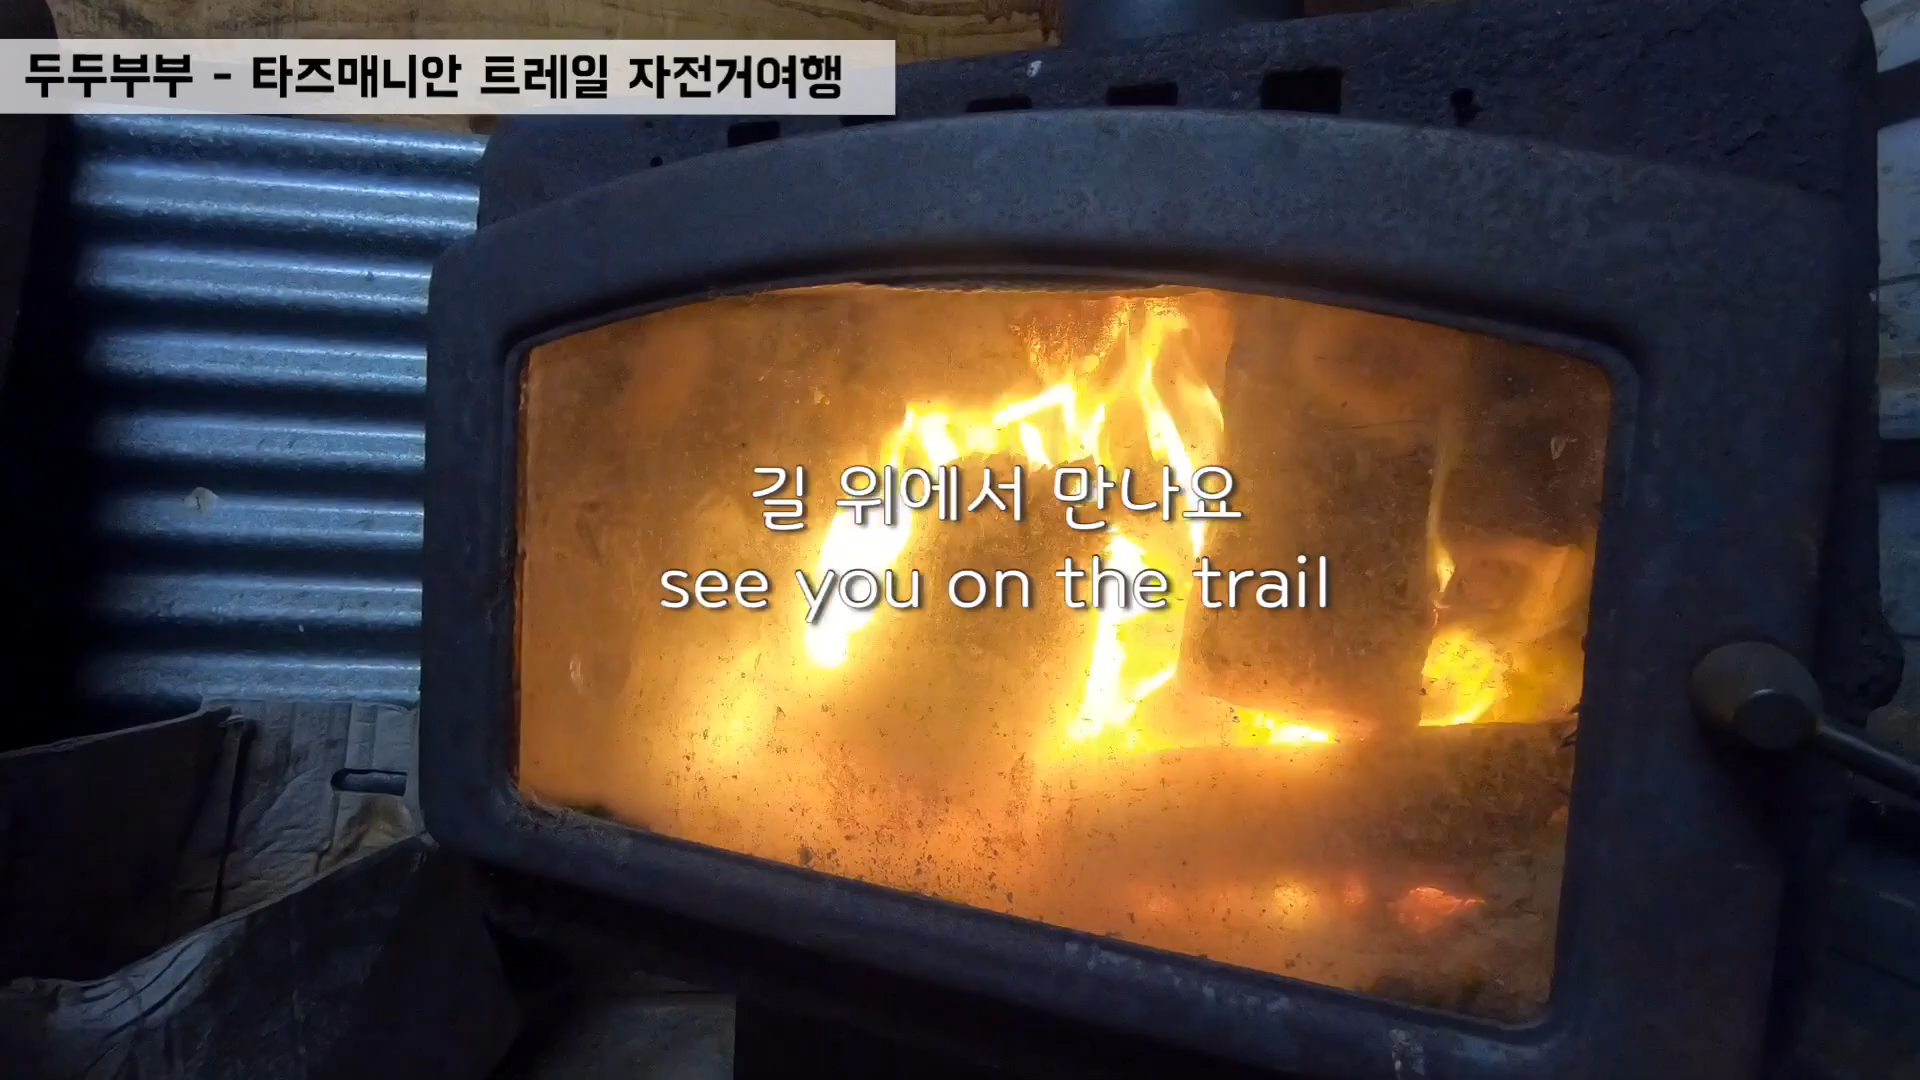 두두부부 - 타즈매니안 트레일 자전거여행
길 위에서 만나요
see you on the trail